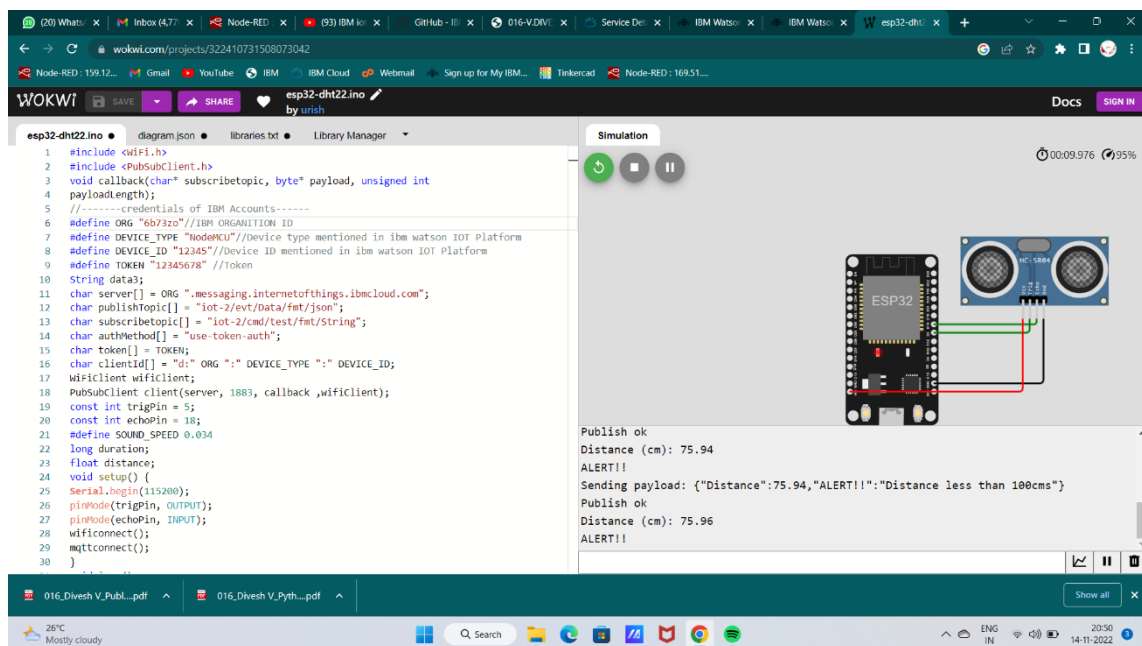 (20) Whats
Inbox (4,77
Node-RED :
(93) IBM io
GitHub - IB
016-V.DIVE
Service Det
IBM Watso
IBM Watso
esp32-dht2
wokwi.com/projects/322410731508073042
Node-RED : 159.12...
Gmail
YouTube
IBM
IBM Cloud
Webmail
Sign up for My IBM...
Tinkercad
Node-RED : 169.51....
WOKWi
SAVE
SHARE
esp32-dht22.ino
by urish
Docs
SIGN IN
esp32-dht22.ino
diagram.json
libraries.txt
Library Manager
1 #include <WiFi.h>
2 #include <PubSubClient.h>
3 void callback(char* subscribetopic, byte* payload, unsigned int
4 payloadLength);
5 //-------credentials of IBM Accounts------
6 #define ORG "6b73zo"//IBM ORGANITION ID
7 #define DEVICE_TYPE "NodeMCU"//Device type mentioned in ibm watson IOT Platform
8 #define DEVICE_ID "12345"//Device ID mentioned in ibm watson IOT Platform
9 #define TOKEN "12345678" //Token
10 String data3;
11 char server[] = ORG ".messaging.internetofthings.ibmcloud.com";
12 char publishTopic[] = "iot-2/evt/Data/fmt/json";
13 char subscribetopic[] = "iot-2/cmd/test/fmt/String";
14 char authMethod[] = "use-token-auth";
15 char token[] = TOKEN;
16 char clientId[] = "d:" ORG ":" DEVICE_TYPE ":" DEVICE_ID;
17 WiFiClient wifiClient;
18 PubSubClient client(server, 1883, callback ,wifiClient);
19 const int trigPin = 5;
20 const int echoPin = 18;
21 #define SOUND_SPEED 0.034
22 long duration;
23 float distance;
24 void setup() {
25 Serial.begin(115200);
26 pinMode(trigPin, OUTPUT);
27 pinMode(echoPin, INPUT);
28 wificonnect();
29 mqttconnect();
30 }
Simulation
00:09.976
95%
ESP32
HC-SR04
Publish ok
Distance (cm): 75.94
ALERT!!
Sending payload: {"Distance":75.94,"ALERT!!":"Distance less than 100cms"}
Publish ok
Distance (cm): 75.96
ALERT!!
016_Divesh V_Publ....pdf
016_Divesh V_Pyth....pdf
Show all
26°C
Mostly cloudy
Search
ENG
IN
20:50
14-11-2022